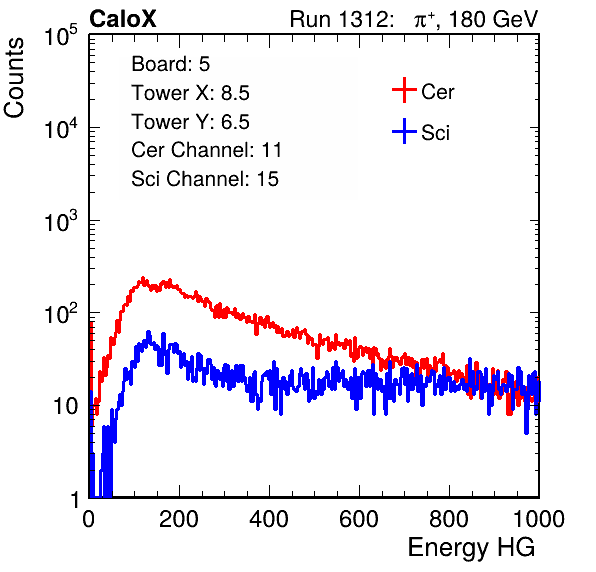 CaloX Run 1312: π⁺, 180 GeV
Counts
10⁵
10⁴
10³
10²
10
1
Board: 5
Tower X: 8.5
Tower Y: 6.5
Cer Channel: 11
Sci Channel: 15
Cer
Sci
0 200 400 600 800 1000
Energy HG